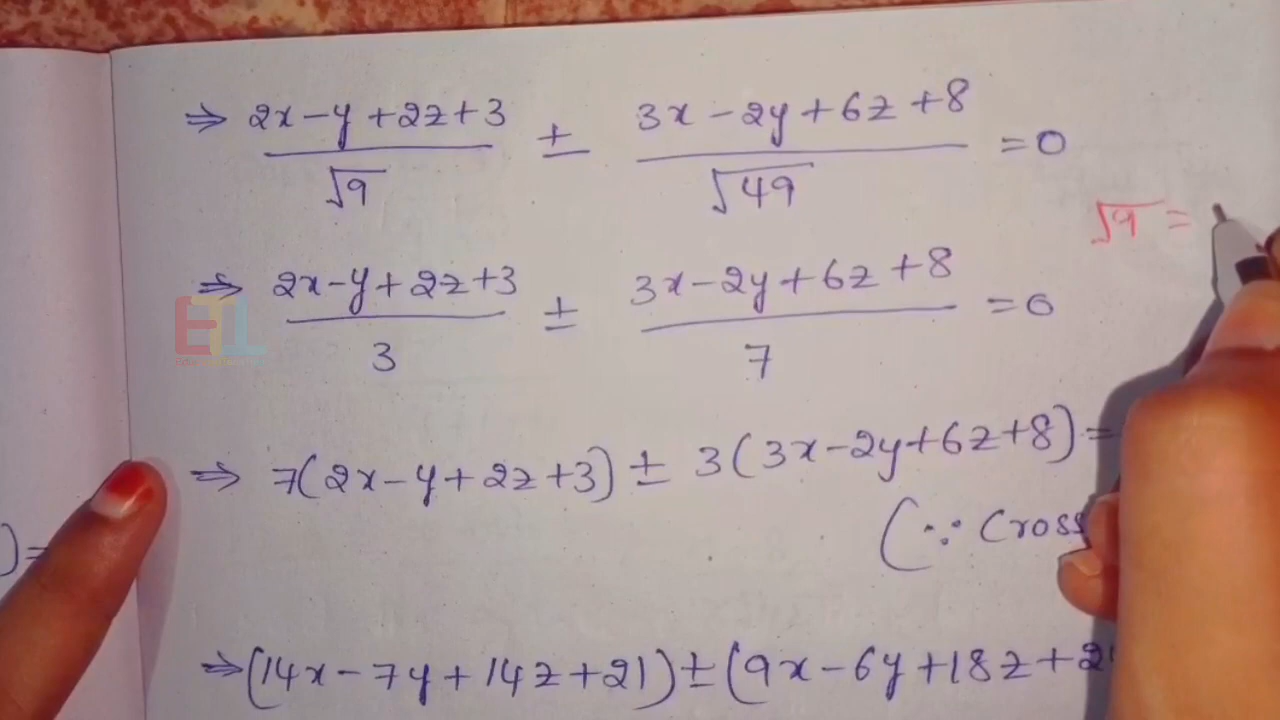 ⇒ 2x-y+2z+3/√9 ± 3x-2y+6z+8/√49 =0
√9 =
⇒ 2x-y+2z+3/3 ± 3x-2y+6z+8/7 =0
⇒ 7(2x-y+2z+3) ± 3(3x-2y+6z+8)=
(∵ Cross
)=
⇒(14x-7y+14z+21)±(9x-6y+18z+2
ETL